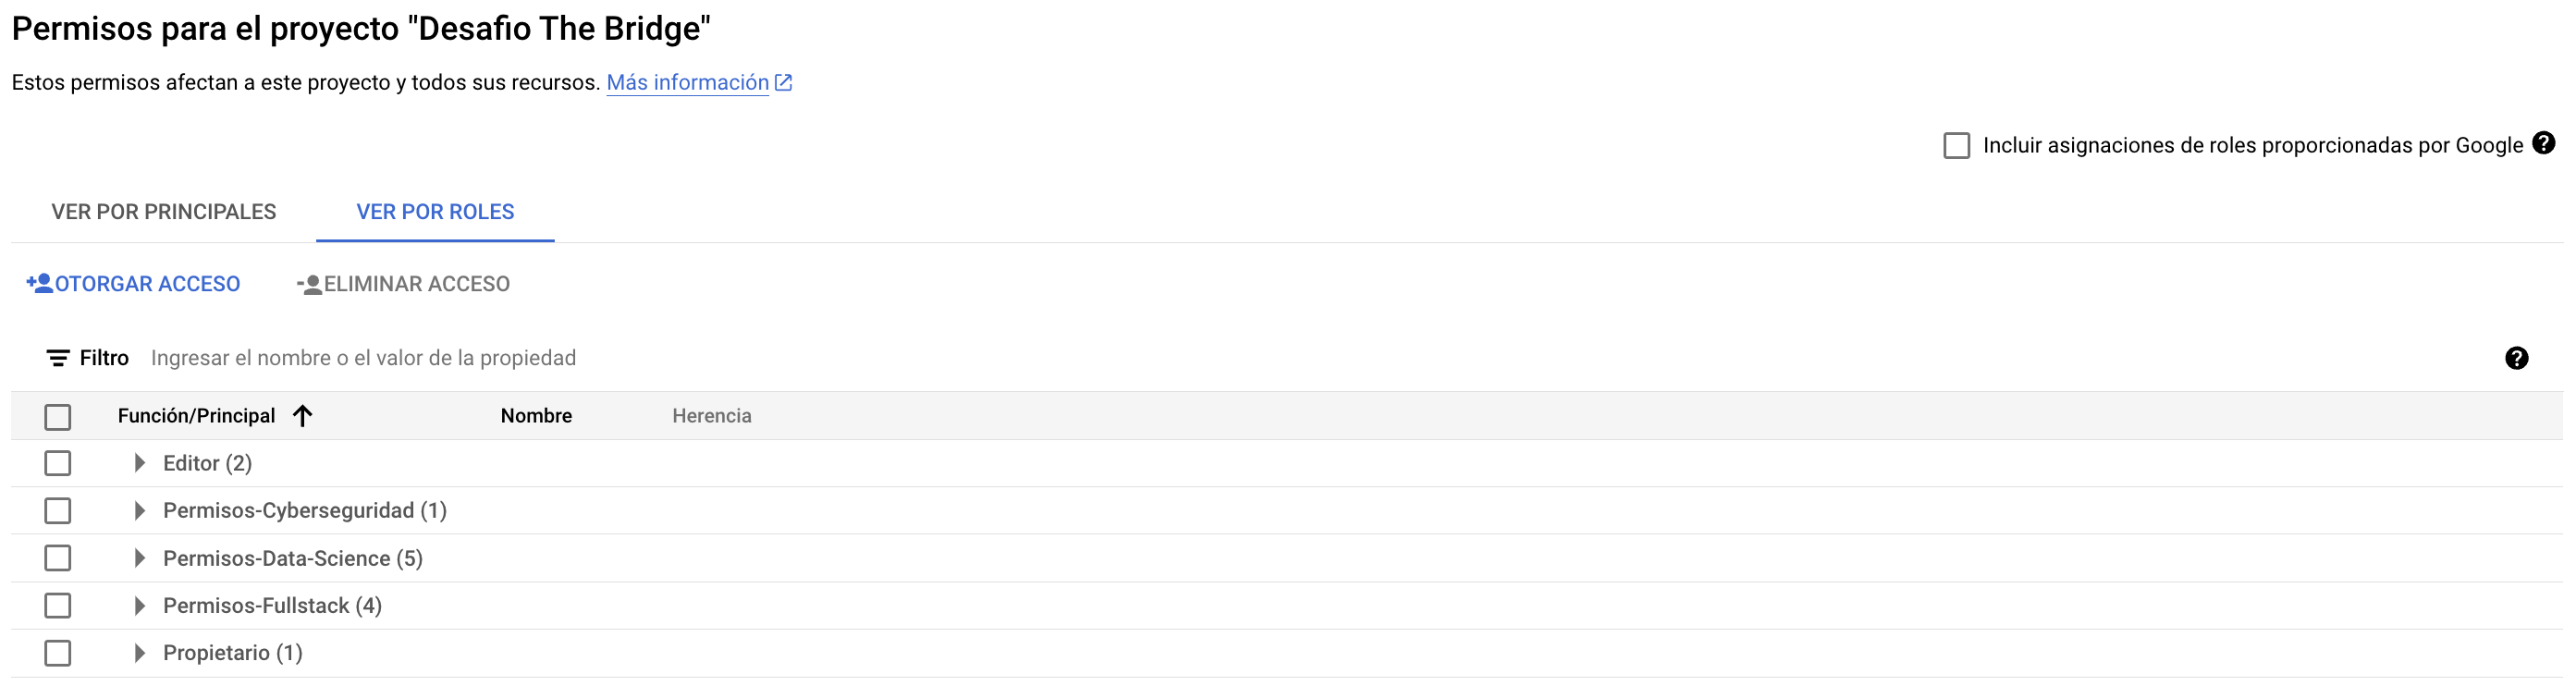 Permisos para el proyecto "Desafio The Bridge"
Estos permisos afectan a este proyecto y todos sus recursos. Más información
Incluir asignaciones de roles proporcionadas por Google
VER POR PRINCIPALES VER POR ROLES
OTORGAR ACCESO -ELIMINAR ACCESO
Filtro Ingresar el nombre o el valor de la propiedad
Función/Principal Nombre Herencia
Editor (2)
Permisos-Cyberseguridad (1)
Permisos-Data-Science (5)
Permisos-Fullstack (4)
Propietario (1)